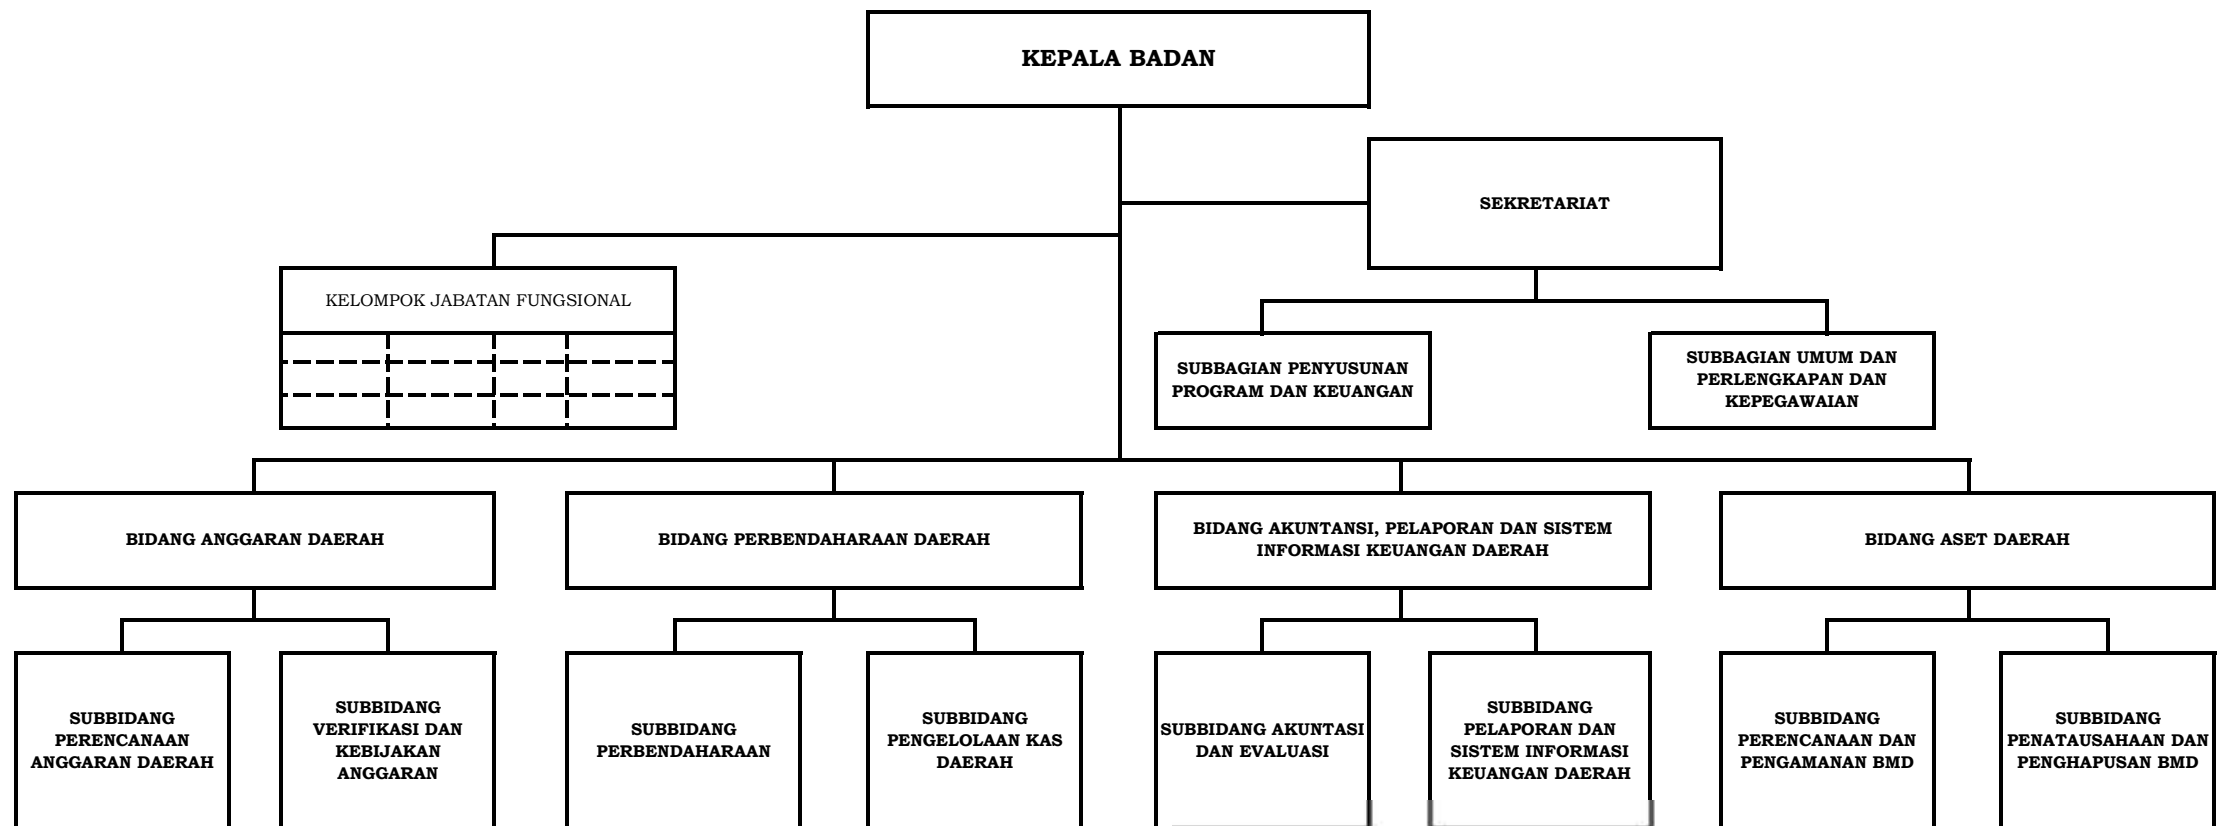 KEPALA BADAN
SEKRETARIAT
KELOMPOK JABATAN FUNGSIONAL
SUBBAGIAN PENYUSUNAN
PROGRAM DAN KEUANGAN
SUBBAGIAN UMUM DAN
PERLENGKAPAN DAN
KEPEGAWAIAN
BIDANG ANGGARAN DAERAH
BIDANG PERBENDAHARAAN DAERAH
BIDANG AKUNTANSI, PELAPORAN DAN SISTEM
INFORMASI KEUANGAN DAERAH
BIDANG ASET DAERAH
SUBBIDANG
PERENCANAAN
ANGGARAN DAERAH
SUBBIDANG
VERIFIKASI DAN
KEBIJAKAN
ANGGARAN
SUBBIDANG
PERBENDAHARAAN
SUBBIDANG
PENGELOLAAN KAS
DAERAH
SUBBIDANG AKUNTASI
DAN EVALUASI
SUBBIDANG
PELAPORAN DAN
SISTEM INFORMASI
KEUANGAN DAERAH
SUBBIDANG
PERENCANAAN DAN
PENGAMANAN BMD
SUBBIDANG
PENATAUSAHAAN DAN
PENGHAPUSAN BMD